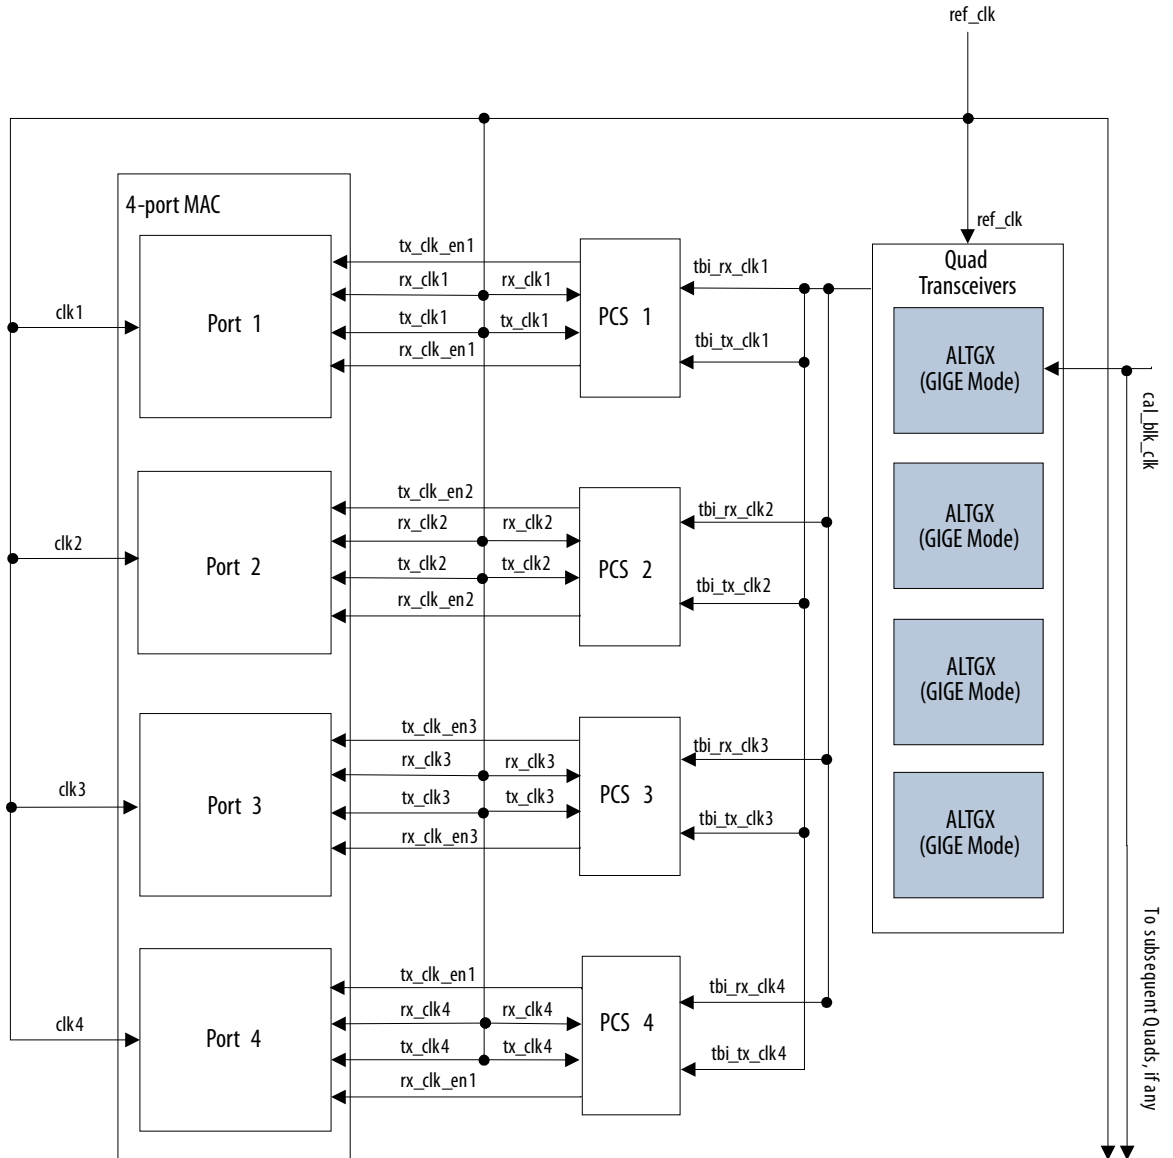 ref_clk
ref_clk
4-port MAC
Quad
Transceivers
clk1
Port 1
tx_clk_en1
rx_clk1
rx_clk1
tx_clk1
tx_clk1
rx_clk_en1
PCS 1
tbi_rx_clk1
tbi_tx_clk1
ALTGX
(GIGE Mode)
cal_blk_clk
clk2
Port 2
tx_clk_en2
rx_clk2
rx_clk2
tx_clk2
tx_clk2
rx_clk_en2
PCS 2
tbi_rx_clk2
tbi_tx_clk2
ALTGX
(GIGE Mode)
ALTGX
(GIGE Mode)
clk3
Port 3
tx_clk_en3
rx_clk3
rx_clk3
tx_clk3
tx_clk3
rx_clk_en3
PCS 3
tbi_rx_clk3
tbi_tx_clk3
ALTGX
(GIGE Mode)
clk4
Port 4
tx_clk_en1
rx_clk4
rx_clk4
tx_clk4
tx_clk4
rx_clk_en1
PCS 4
tbi_rx_clk4
tbi_tx_clk4
To subsequent Quads, if any